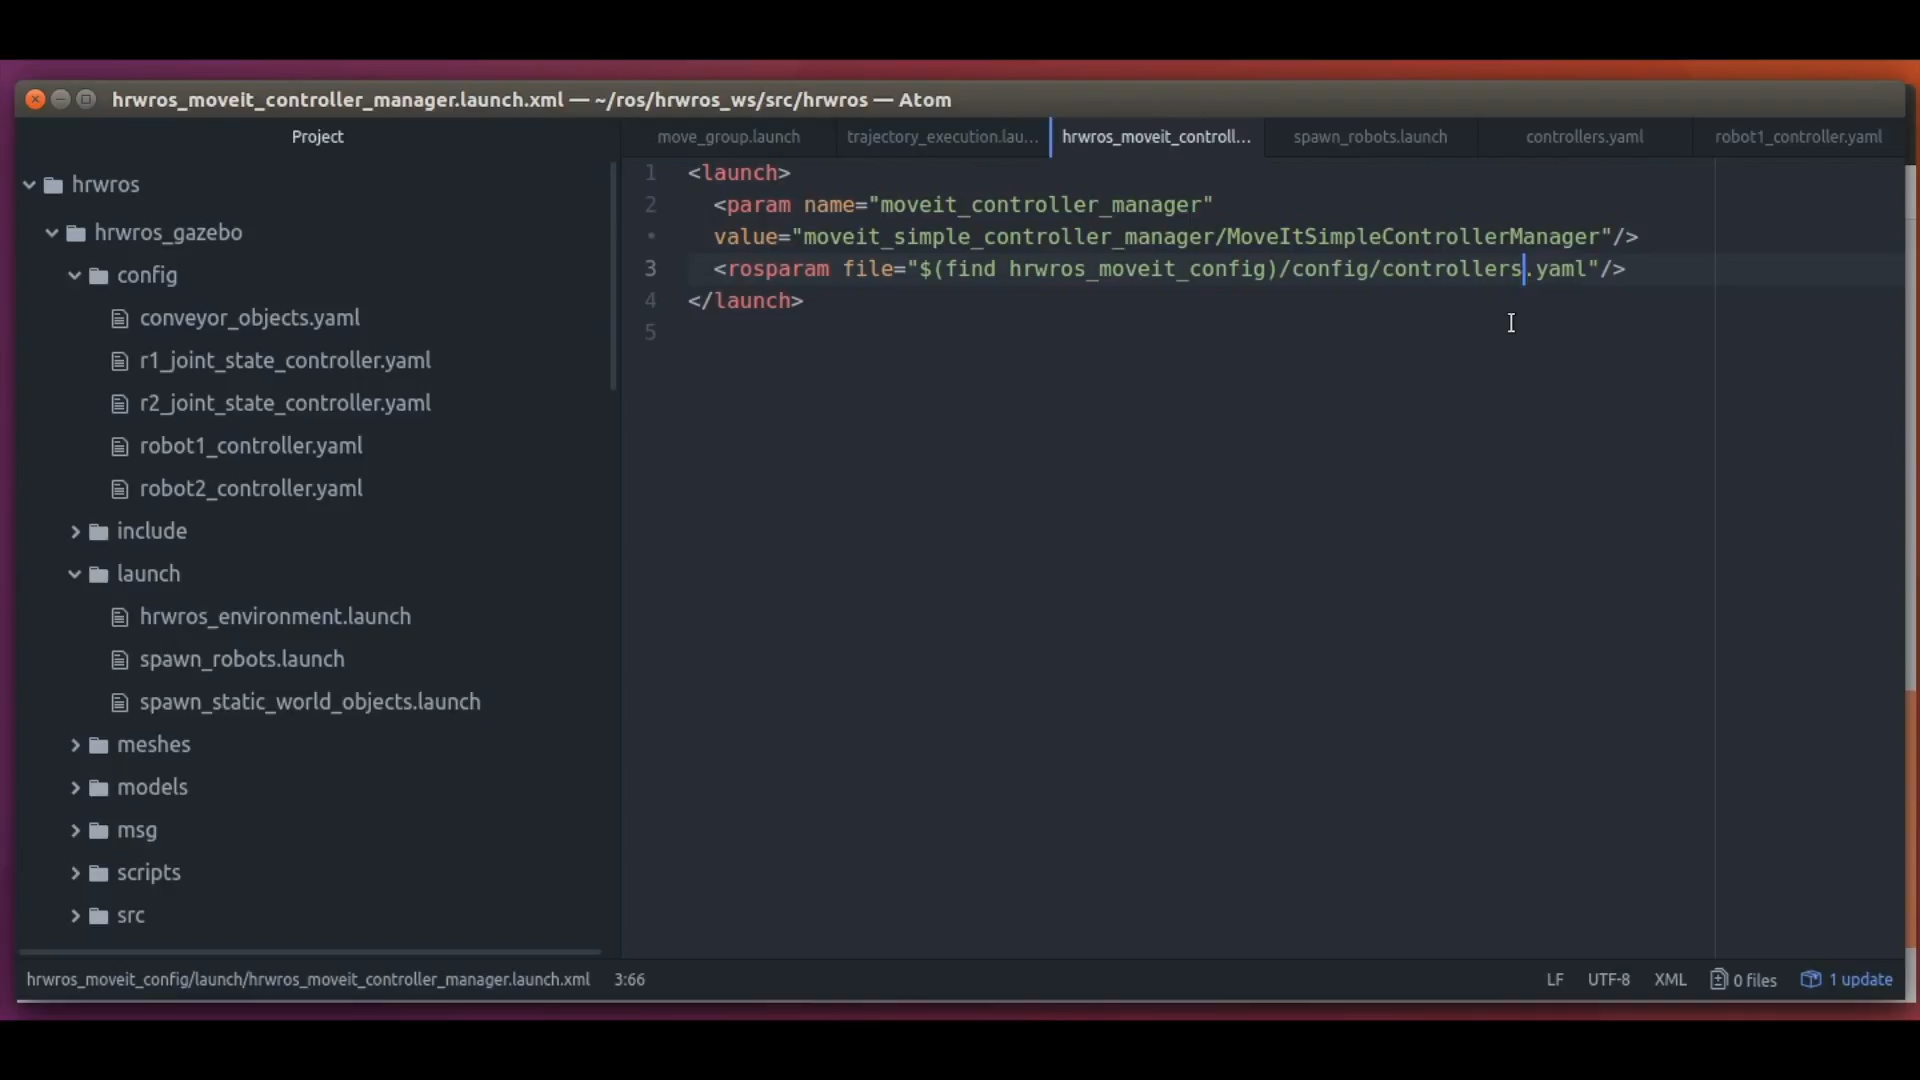 hrwros_moveit_controller_manager.launch.xml — ~/ros/hrwros_ws/src/hrwros — Atom
Project
move_group.launch
trajectory_execution.lau...
hrwros_moveit_controll...
spawn_robots.launch
controllers.yaml
robot1_controller.yaml
hrwros
hrwros_gazebo
config
conveyor_objects.yaml
r1_joint_state_controller.yaml
r2_joint_state_controller.yaml
robot1_controller.yaml
robot2_controller.yaml
include
launch
hrwros_environment.launch
spawn_robots.launch
spawn_static_world_objects.launch
meshes
models
msg
scripts
src
1 <launch>
2 <param name="moveit_controller_manager"
• value="moveit_simple_controller_manager/MoveItSimpleControllerManager"/>
3 <rosparam file="$(find hrwros_moveit_config)/config/controllers.yaml"/>
4 </launch>
5
hrwros_moveit_config/launch/hrwros_moveit_controller_manager.launch.xml 3:66
LF UTF-8 XML 0 files 1 update